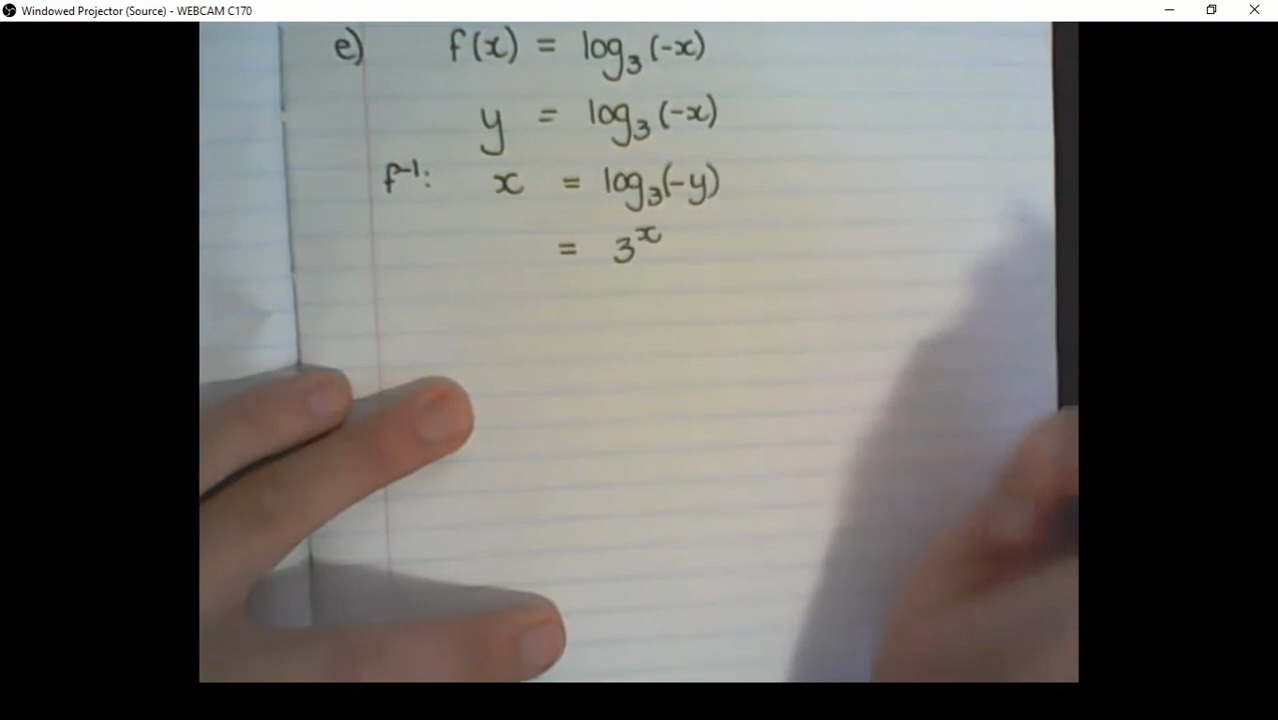 Windowed Projector (Source) - WEBCAM C170
e) f(x) = log₃(-x)
y = log₃(-x)
f⁻¹: x = log₃(-y)
= 3ˣ